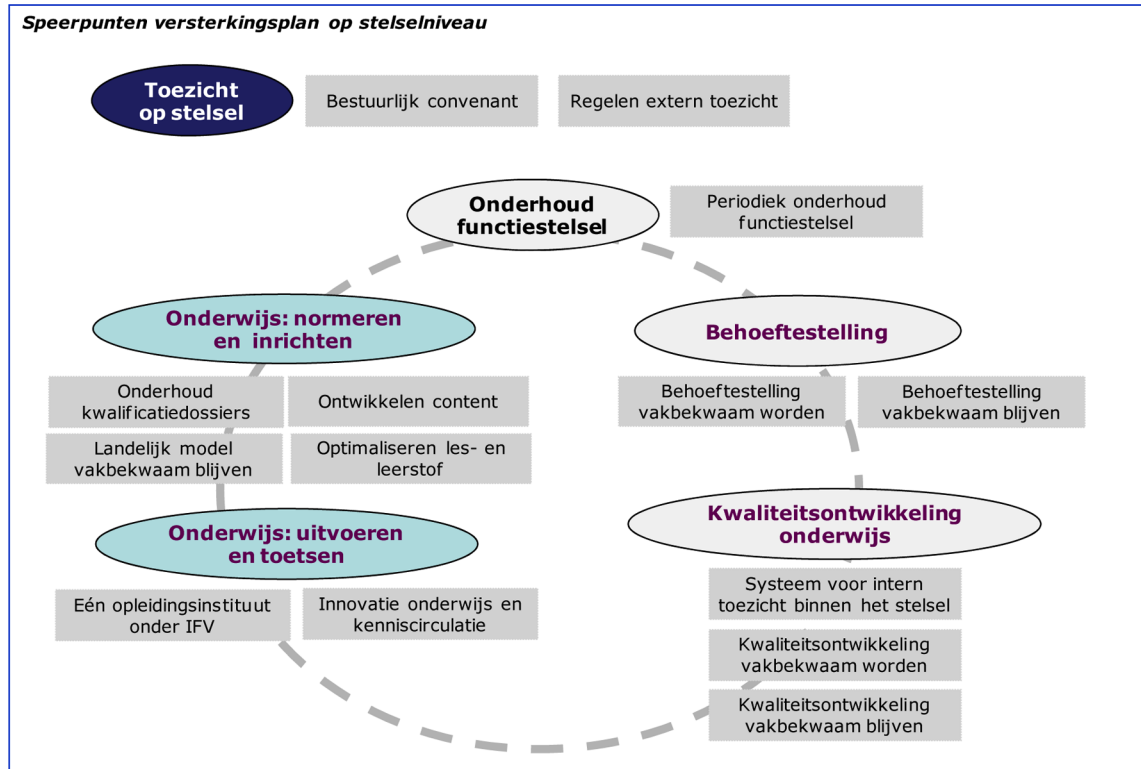 Speerpunten versterkingsplan op stelselniveau
Toezicht
op stelsel
Bestuurlijk convenant
Regelen extern toezicht
Onderhoud
functiestelsel
Periodiek onderhoud
functiestelsel
Onderwijs: normeren
en inrichten
Onderhoud
kwalificatiedossiers
Ontwikkelen content
Landelijk model
vakbekwaam blijven
Optimaliseren les- en
leerstof
Behoeftestelling
Behoeftestelling
vakbekwaam worden
Behoeftestelling
vakbekwaam blijven
Onderwijs: uitvoeren
en toetsen
Eén opleidingsinstituut
onder IFV
Innovatie onderwijs en
kenniscirculatie
Kwaliteitsontwikkeling
onderwijs
Systeem voor intern
toezicht binnen het stelsel
Kwaliteitsontwikkeling
vakbekwaam worden
Kwaliteitsontwikkeling
vakbekwaam blijven